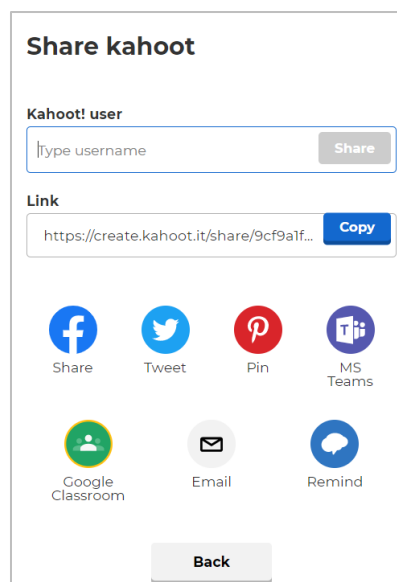 Share kahoot
Kahoot! user
Type username
Share
Link
https://create.kahoot.it/share/9cf9a1f...
Copy
Share
Tweet
Pin
MS
Teams
Google
Classroom
Email
Remind
Back